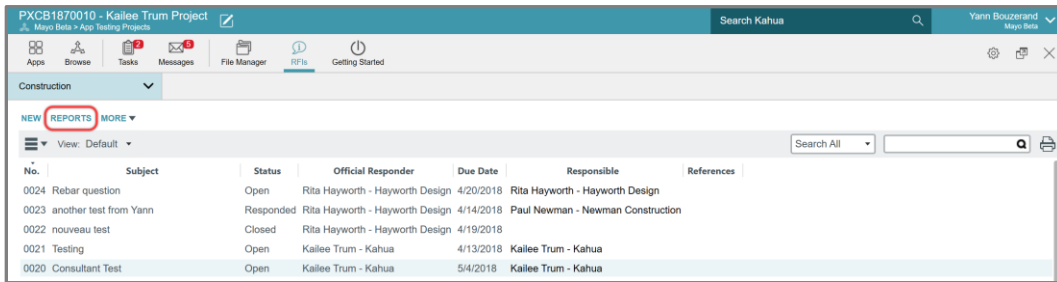 PXCB1870010 - Kailee Trum Project
Search Kahua
Yann Bouzerand
Mayo Beta > App Testing Projects
Mayo Beta
2
5
Apps Browse Tasks Messages File Manager RFIs Getting Started
Construction
NEW REPORTS MORE
View: Default
Search All
No. Subject Status Official Responder Due Date Responsible References
0024 Rebar question Open Rita Hayworth - Hayworth Design 4/20/2018 Rita Hayworth - Hayworth Design
0023 another test from Yann Responded Rita Hayworth - Hayworth Design 4/14/2018 Paul Newman - Newman Construction
0022 nouveau test Closed Rita Hayworth - Hayworth Design 4/19/2018
0021 Testing Open Kailee Trum - Kahua 4/13/2018 Kailee Trum - Kahua
0020 Consultant Test Open Kailee Trum - Kahua 5/4/2018 Kailee Trum - Kahua